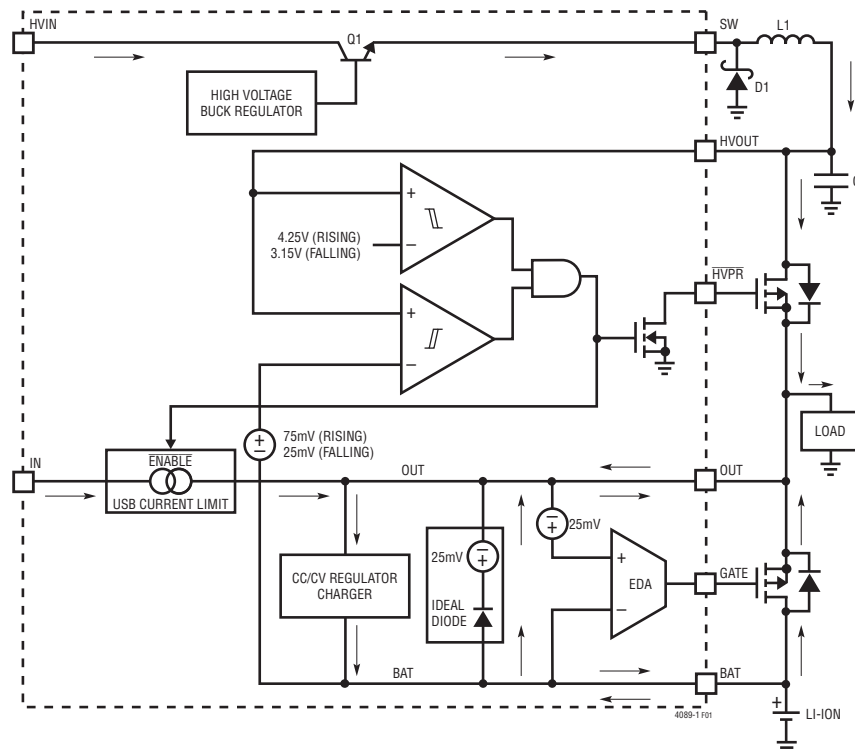 HVIN
SW
L1
Q1
D1
HIGH VOLTAGE
BUCK REGULATOR
HVOUT
C
+
4.25V (RISING)
3.15V (FALLING)
–
HVPR
+
–
75mV (RISING)
25mV (FALLING)
+
–
LOAD
IN
ENABLE
USB CURRENT LIMIT
OUT
OUT
–
+
25mV
–
+
25mV
+
EDA
–
GATE
CC/CV REGULATOR
CHARGER
IDEAL
DIODE
BAT
BAT
4089-1 F01
+
LI-ION